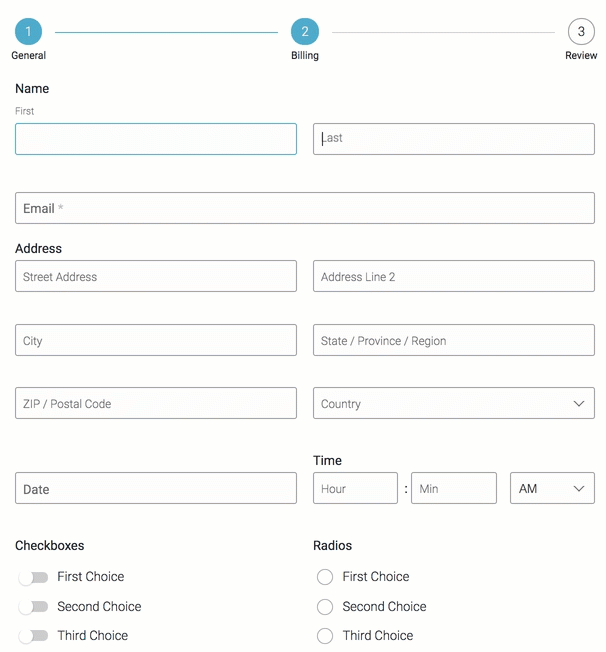 1 2 3
General Billing Review
Name
First
Last
Email *
Address
Street Address Address Line 2
City State / Province / Region
ZIP / Postal Code Country
Time
Date Hour : Min AM
Checkboxes Radios
First Choice First Choice
Second Choice Second Choice
Third Choice Third Choice